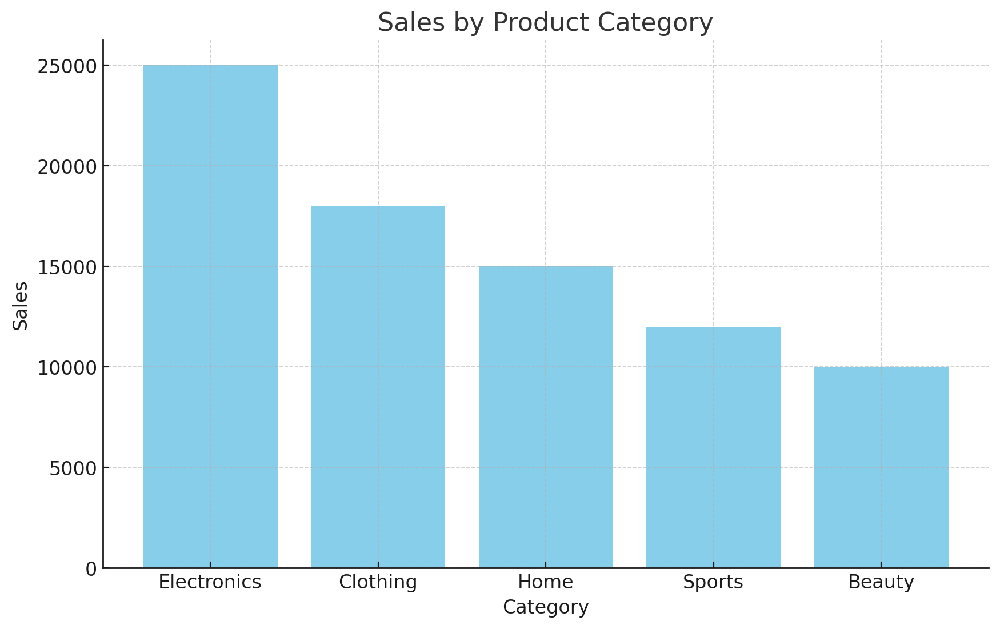 Sales by Product Category
25000
20000
15000
10000
5000
0
Sales
Electronics Clothing Home Sports Beauty
Category